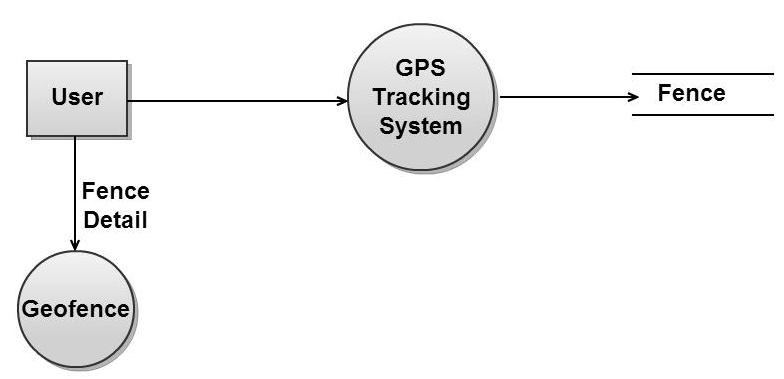 User
GPS
Tracking
System
Fence
Fence
Detail
Geofence